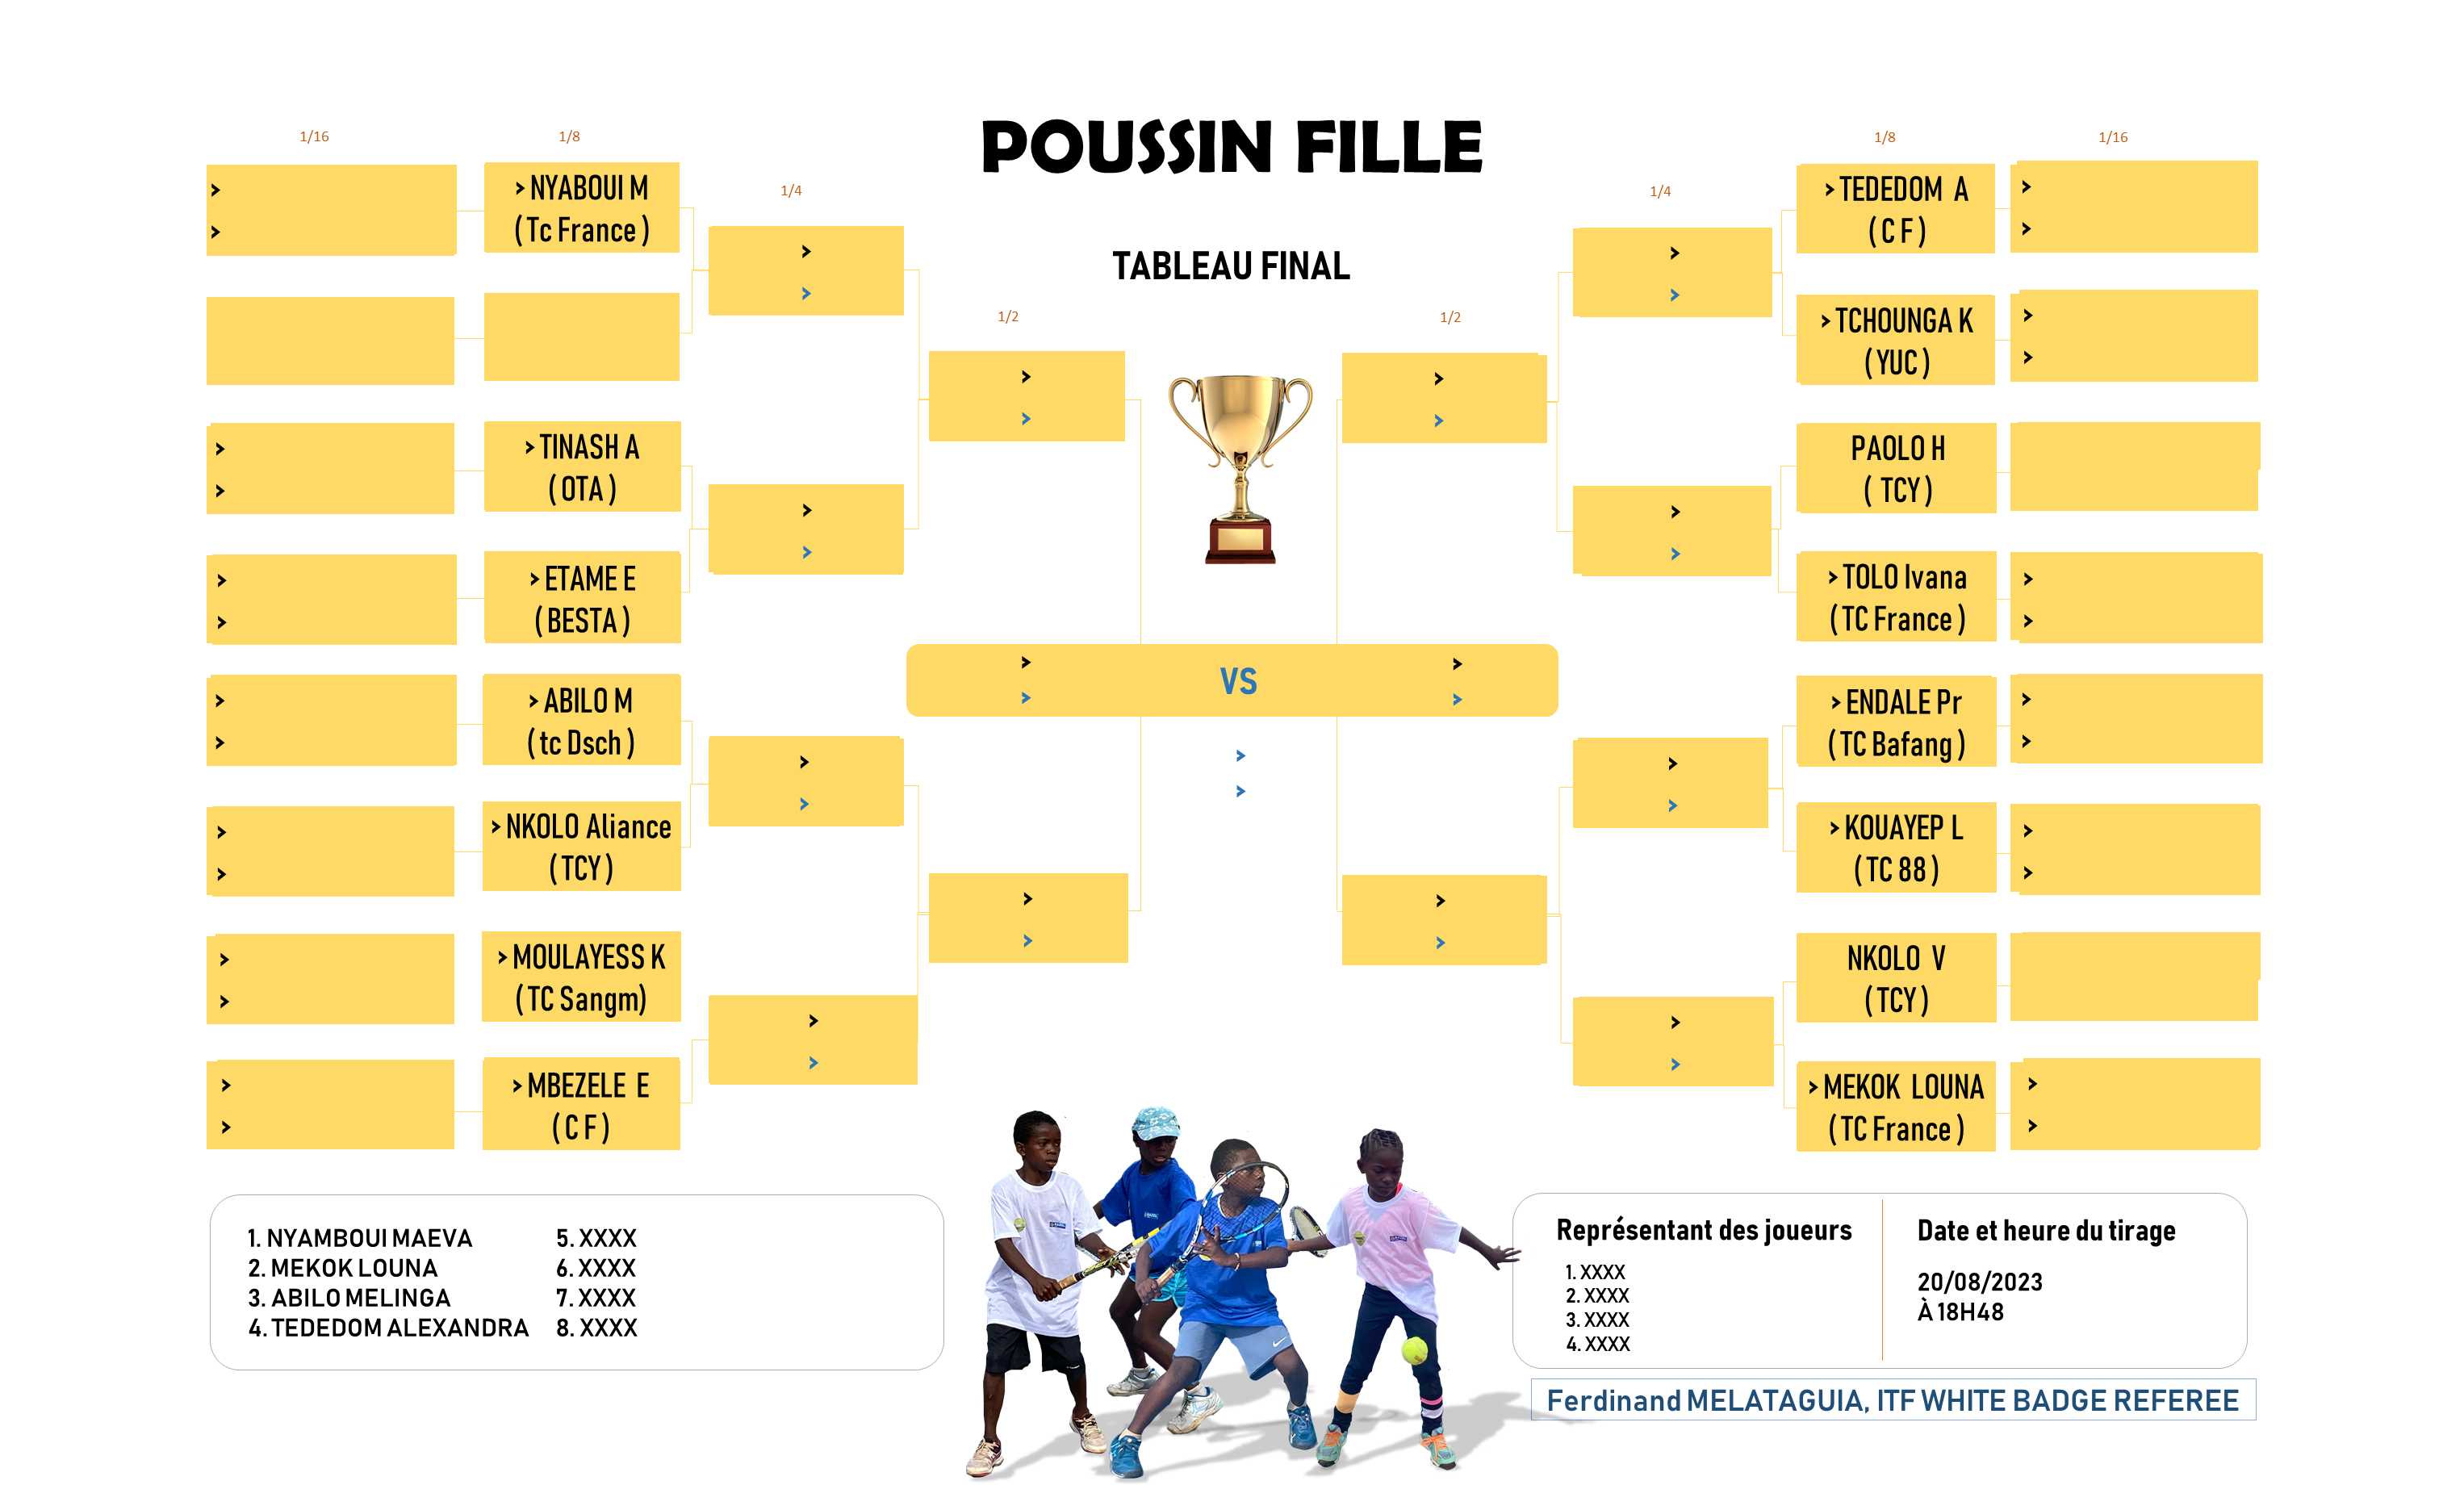 POUSSIN FILLE
TABLEAU FINAL
1/16
1/8
1/4
1/2
1/2
1/4
1/8
1/16
> NYABOUI M
( Tc France )
> TINASH A
( OTA )
> ETAME E
( BESTA )
> ABILO M
( tc Dsch )
> NKOLO Aliance
( TCY )
> MOULAYESS K
( TC Sangm)
> MBEZELE E
( C F )
VS
> TEDEDOM A
( C F )
> TCHOUNGA K
( YUC )
PAOLO H
( TCY )
> TOLO Ivana
( TC France )
> ENDALE Pr
( TC Bafang )
> KOUAYEP L
( TC 88 )
NKOLO V
( TCY )
> MEKOK LOUNA
( TC France )
1. NYAMBOUI MAEVA
2. MEKOK LOUNA
3. ABILO MELINGA
4. TEDEDOM ALEXANDRA
5. XXXX
6. XXXX
7. XXXX
8. XXXX
Représentant des joueurs
1. XXXX
2. XXXX
3. XXXX
4. XXXX
Date et heure du tirage
20/08/2023
À 18H48
Ferdinand MELATAGUIA, ITF WHITE BADGE REFEREE